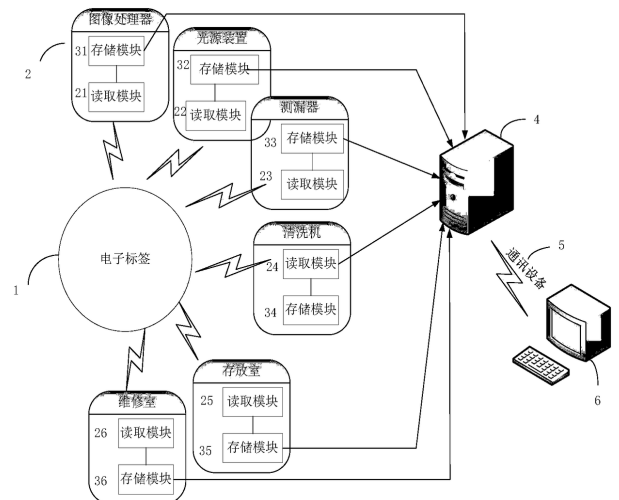 图像处理器
31 存储模块
21 读取模块
2
光源装置
32 存储模块
22 读取模块
测漏器
33 存储模块
23 读取模块
4
电子标签
1
清洗机
24 读取模块
34 存储模块
5
通讯设备
6
存放室
25 读取模块
35 存储模块
维修室
26 读取模块
36 存储模块